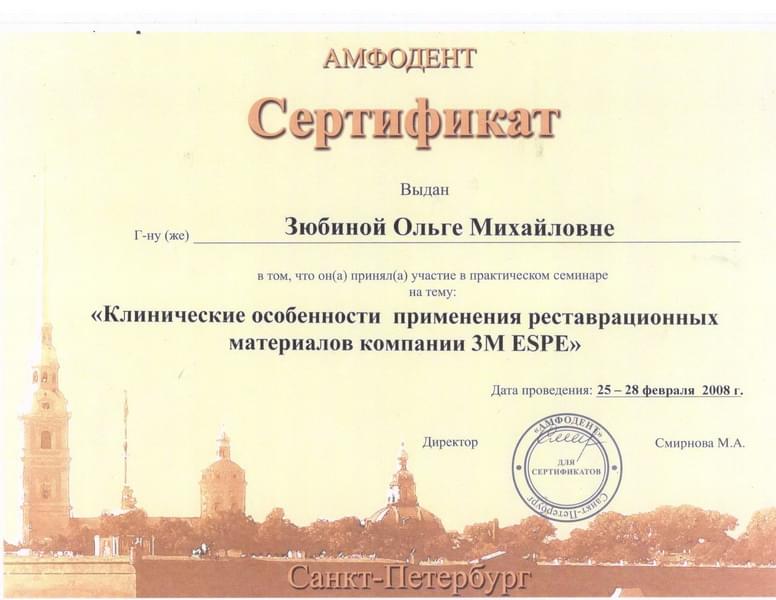 АМФОДЕНТ
Сертификат
Выдан
Г-ну (же) Зюбиной Ольге Михайловне
в том, что он(а) принял(а) участие в практическом семинаре
на тему:
«Клинические особенности применения реставрационных
материалов компании 3M ESPE»
Дата проведения: 25 – 28 февраля 2008 г.
Директор
«АМФОДЕНТ»
ДЛЯ
СЕРТИФИКАТОВ
Санкт-Петербург
Смирнова М.А.
Санкт-Петербург